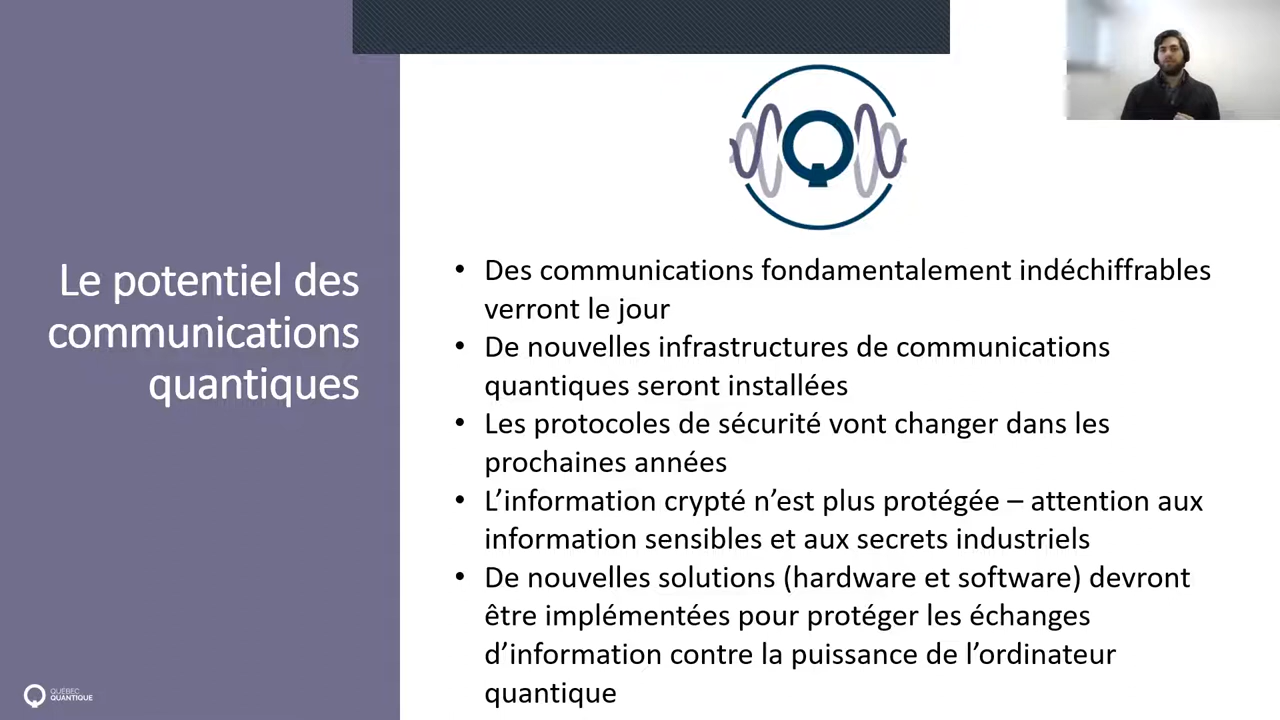 Le potentiel des
communications
quantiques
• Des communications fondamentalement indéchiffrables
verront le jour
• De nouvelles infrastructures de communications
quantiques seront installées
• Les protocoles de sécurité vont changer dans les
prochaines années
• L’information crypté n’est plus protégée – attention aux
information sensibles et aux secrets industriels
• De nouvelles solutions (hardware et software) devront
être implémentées pour protéger les échanges
d’information contre la puissance de l’ordinateur
quantique
QUÉBEC
QUANTIQUE